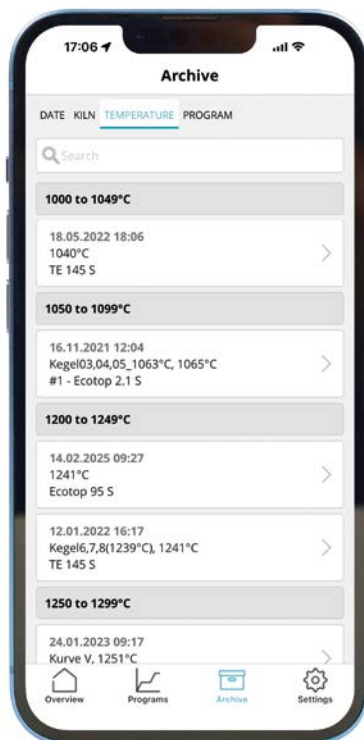 17:06
Archive
DATE KILN TEMPERATURE PROGRAM
Search
1000 to 1049°C
18.05.2022 18:06
1040°C
TE 145 S
1050 to 1099°C
16.11.2021 12:04
Kegel03,04,05_1063°C, 1065°C
#1 - Ecotop 2.1 S
1200 to 1249°C
14.02.2025 09:27
1241°C
Ecotop 95 S
12.01.2022 16:17
Kegel6,7,8(1239°C), 1241°C
TE 145 S
1250 to 1299°C
24.01.2023 09:17
Kurve V, 1251°C
Overview Programs Archive Settings